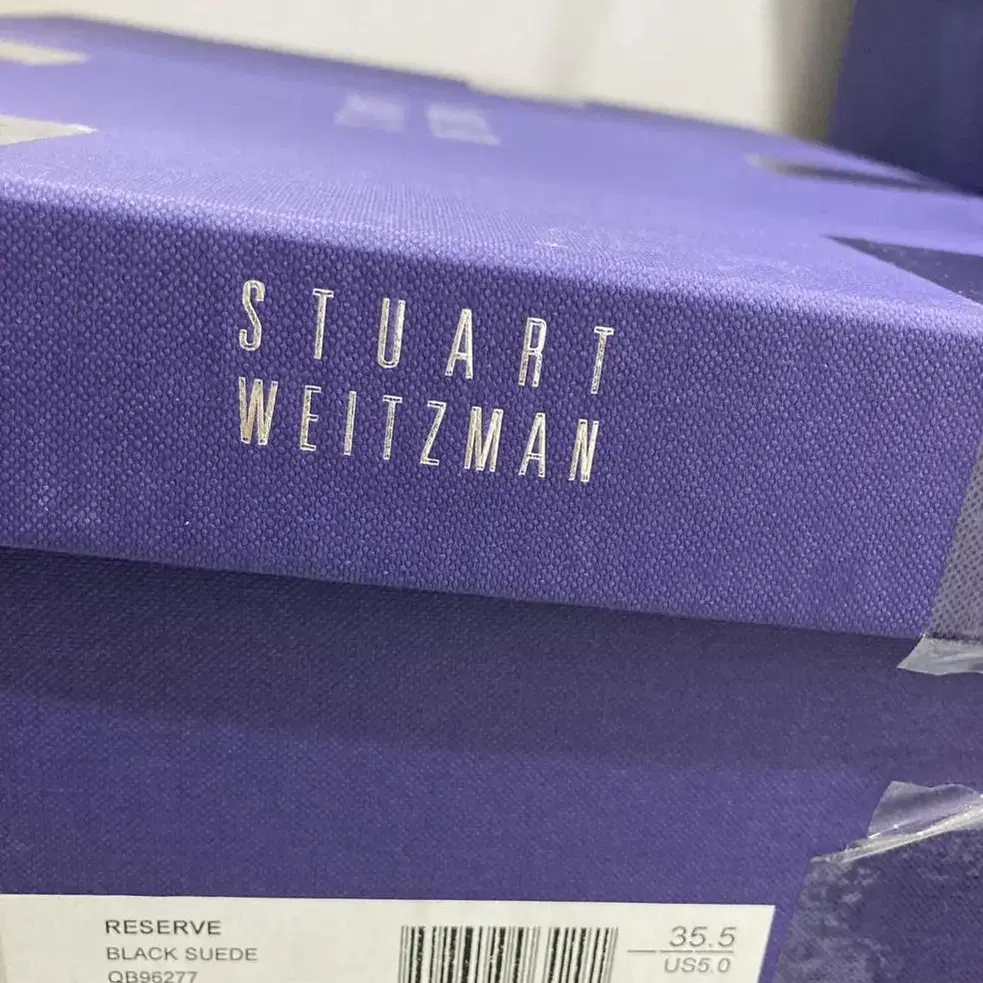 STUART
WEITZMAN
RESERVE
BLACK SUEDE
QB96277
35.5
US5.0